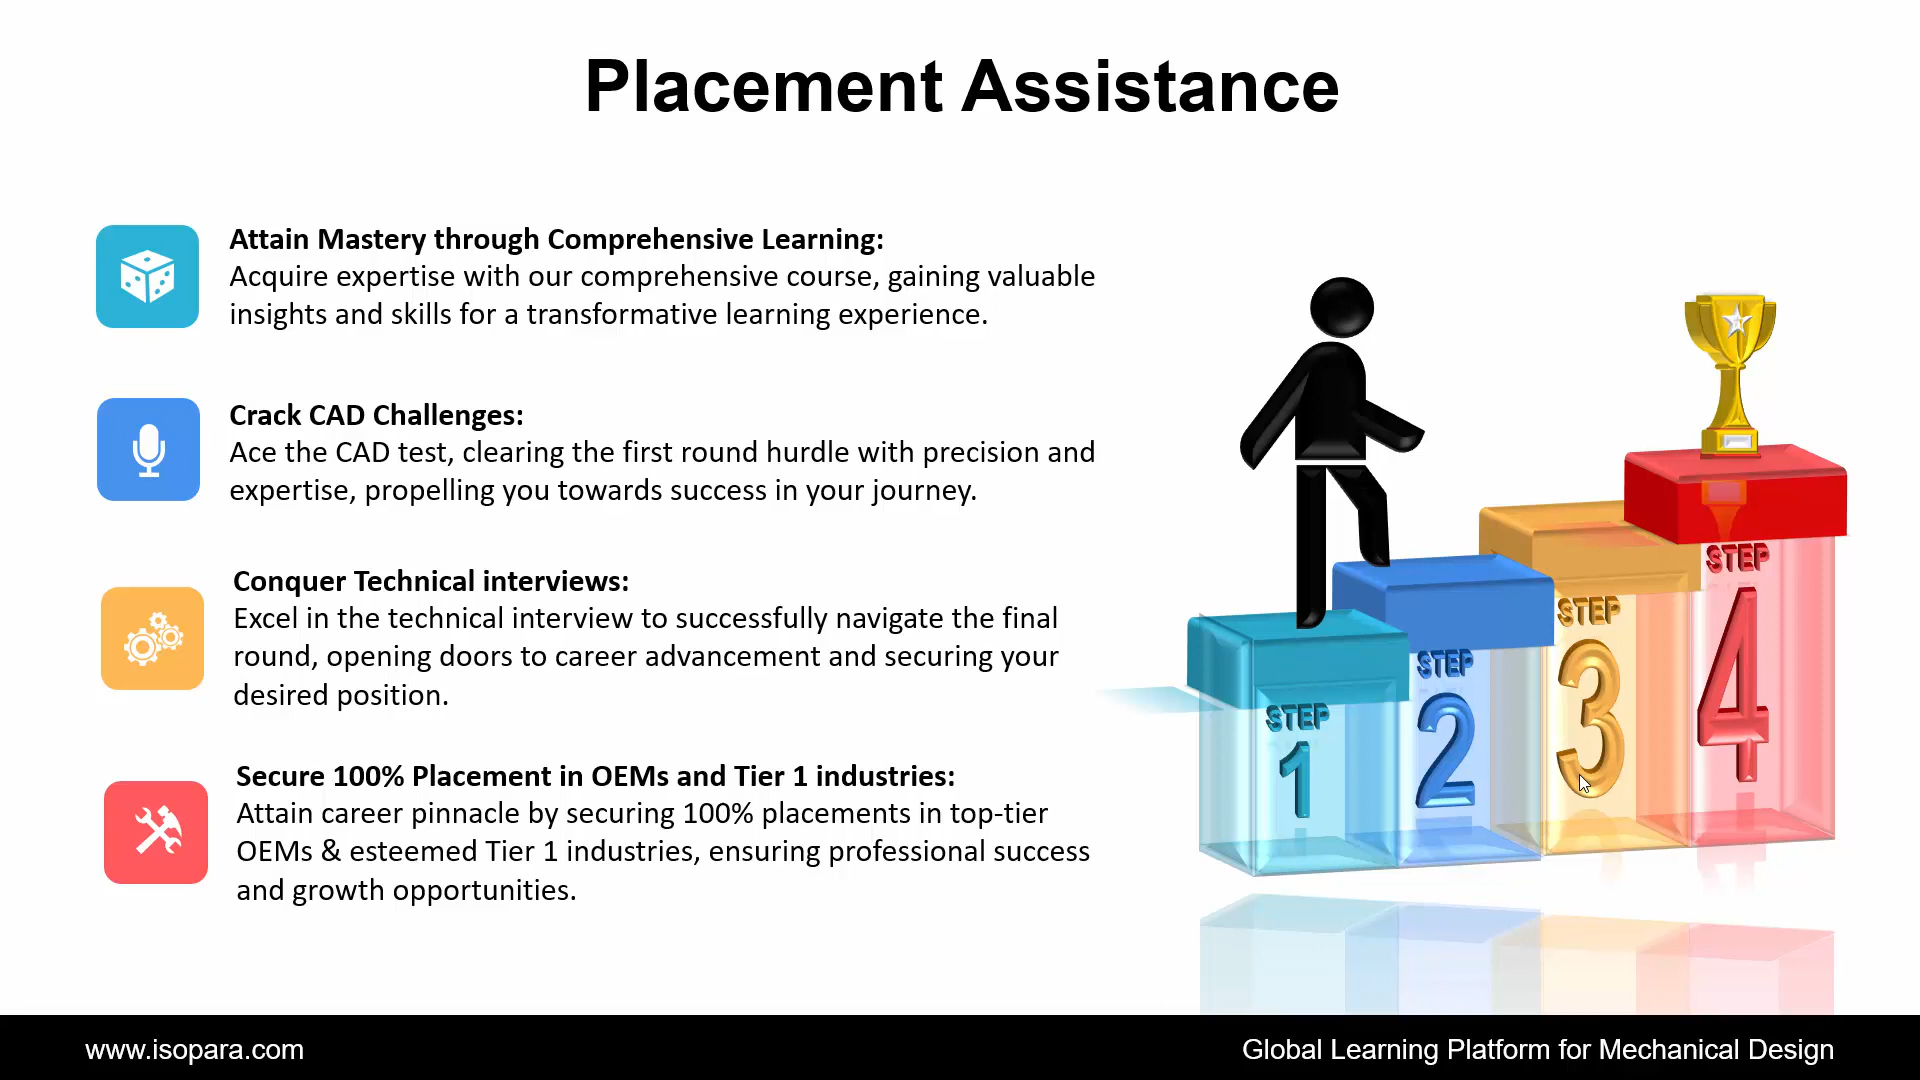 Placement Assistance
Attain Mastery through Comprehensive Learning:
Acquire expertise with our comprehensive course, gaining valuable
insights and skills for a transformative learning experience.
Crack CAD Challenges:
Ace the CAD test, clearing the first round hurdle with precision and
expertise, propelling you towards success in your journey.
Conquer Technical interviews:
Excel in the technical interview to successfully navigate the final
round, opening doors to career advancement and securing your
desired position.
Secure 100% Placement in OEMs and Tier 1 industries:
Attain career pinnacle by securing 100% placements in top-tier
OEMs & esteemed Tier 1 industries, ensuring professional success
and growth opportunities.
STEP
1
STEP
2
STEP
3
STEP
4
www.isopara.com
Global Learning Platform for Mechanical Design